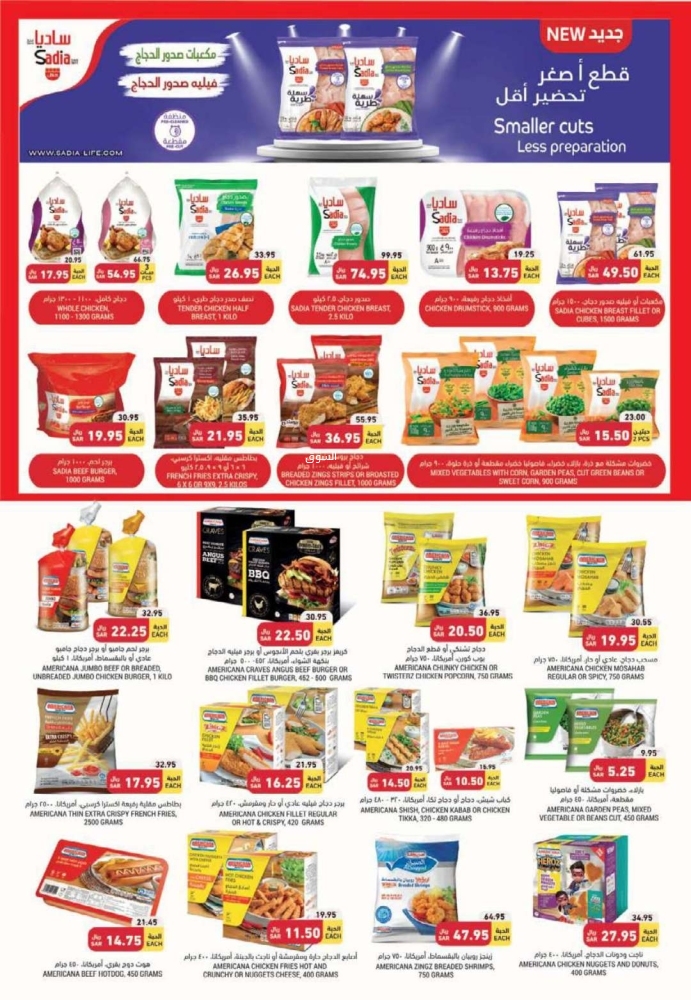 ساديا
Sadia
مكعبات صدور الدجاج
فيليه صدور الدجاج
منظفة
PRE-CLEANED
مقطعة
PRE-CUT
WWW.SADIA-LIFE.COM
ساديا
Sadia
سهلة
طرية
NEW جديد
قطع أصغر
تحضير أقل
Smaller cuts
Less preparation
20.95
ريال SAR 17.95 الحبة EACH
66.75
ريال SAR 54.95
دجاج كامل، ١١٠٠ - ١٣٠٠ جرام
WHOLE CHICKEN,
1100 - 1300 GRAMS
33.95
ريال SAR 26.95 الحبة EACH
نصف صدر دجاج طري، ١ كيلو
TENDER CHICKEN HALF
BREAST, 1 KILO
99.95
ريال SAR 74.95 الحبة EACH
صدور دجاج، ٢.٥ كيلو
SADIA TENDER CHICKEN BREAST,
2.5 KILO
19.25
ريال SAR 13.75 الحبة EACH
أفخاذ دجاج رفيعة، ٩٠٠ جرام
CHICKEN DRUMSTICK, 900 GRAMS
61.95
ريال SAR 49.50 الحبة EACH
مكعبات أو فيليه صدور الدجاج، ١٥٠٠ جرام
SADIA CHICKEN BREAST FILLET OR
CUBES, 1500 GRAMS
30.95
ريال SAR 19.95 الحبة EACH
برجر لحم، ١٠٠٠ جرام
SADIA BEEF BURGER,
1000 GRAMS
35.95
ريال SAR 21.95 الحبة EACH
بطاطس مقلية، اكسترا كرسبي،
٦×٦ أو ٩×٩، ٢.٥ كيلو
FRENCH FRIES EXTRA CRISPY,
6 X 6 OR 9X9, 2.5 KILOS
55.95
ريال SAR 36.95 الحبة EACH
السوق
شرائح أو فيليه، ١٠٠٠ جرام
BREADED ZINGS STRIPS OR BROASTED
CHICKEN ZINGS FILLET, 1000 GRAMS
23.00
ريال SAR 15.50 حبتين 2 PCS
خضروات مشكلة مع ذرة، بازلاء خضراء، فاصوليا خضراء مقطعة أو ذرة حلوة، ٩٠٠ جرام
MIXED VEGETABLES WITH CORN, GARDEN PEAS, CUT GREEN BEANS OR
SWEET CORN, 900 GRAMS
32.95
ريال SAR 22.25 الحبة EACH
برجر لحم جامبو أو برجر دجاج جامبو
عادي أو بالبقسماط، أمريكانا، ١ كيلو
AMERICANA JUMBO BEEF OR BREADED,
UNBREADED JUMBO CHICKEN BURGER, 1 KILO
CRAVES
ANGUS
BEEF
CRAVES
BBQ
30.95
ريال SAR 22.50 الحبة EACH
كريفز برجر بقري بلحم الأنجوس أو برجر فيليه الدجاج
بنكهة الشواء، أمريكانا، ٤٥٢ - ٥٠٠ جرام
AMERICANA CRAVES ANGUS BEEF BURGER OR
BBQ CHICKEN FILLET BURGER, 452 - 500 GRAMS
30.95
ريال SAR 20.50 الحبة EACH
دجاج تشنكي أو قطع الدجاج
بوب كورن، أمريكانا، ٧٥٠ جرام
AMERICANA CHUNKY CHICKEN OR
TWISTERZ CHICKEN POPCORN, 750 GRAMS
30.95
ريال SAR 19.95 الحبة EACH
مسحب دجاج، عادي أو حار، أمريكانا، ٧٥٠ جرام
AMERICANA CHICKEN MOSAHAB
REGULAR OR SPICY, 750 GRAMS
32.95
ريال SAR 17.95 الحبة EACH
بطاطس مقلية رفيعة إكسترا كرسبي، أمريكانا، ٢٥٠٠ جرام
AMERICANA THIN EXTRA CRISPY FRENCH FRIES,
2500 GRAMS
24.95
ريال SAR 16.25 الحبة EACH
برجر دجاج فيليه عادي أو حار ومقرمش، أمريكانا، ٤٢٠ جرام
AMERICANA CHICKEN FILLET REGULAR
OR HOT & CRISPY, 420 GRAMS
ريال SAR 14.50 الحبة EACH
ريال SAR 10.50 الحبة EACH
كباب شيش، دجاج أو دجاج تكا، أمريكانا، ٣٢٠ - ٤٨٠ جرام
AMERICANA SHISH, CHICKEN KABAB OR CHICKEN
TIKKA, 320 - 480 GRAMS
9.95
ريال SAR 5.25 الحبة EACH
بازلاء، خضروات مشكلة أو فاصوليا
مقطعة، أمريكانا، ٤٥٠ جرام
AMERICANA GARDEN PEAS, MIXED
VEGETABLE OR BEANS CUT, 450 GRAMS
21.45
ريال SAR 14.75 الحبة EACH
هوت دوج بقري، أمريكانا، ٤٥٠ جرام
AMERICANA BEEF HOTDOG, 450 GRAMS
19.95
ريال SAR 11.50 الحبة EACH
أصابع الدجاج حارة ومقرمشة أو ناجت بالجبنة، أمريكانا، ٤٠٠ جرام
AMERICANA CHICKEN FRIES HOT AND
CRUNCHY OR NUGGETS CHEESE, 400 GRAMS
64.95
ريال SAR 47.95 الحبة EACH
زينجز روبيان بالبقسماط، أمريكانا، ٧٥٠ جرام
AMERICANA ZINGZ BREADED SHRIMPS,
750 GRAMS
HEROZ
ريال SAR 27.95 الحبة EACH
ناجت ودونات الدجاج، أمريكانا، ٤٠٠ جرام
AMERICANA CHICKEN NUGGETS AND DONUTS,
400 GRAMS